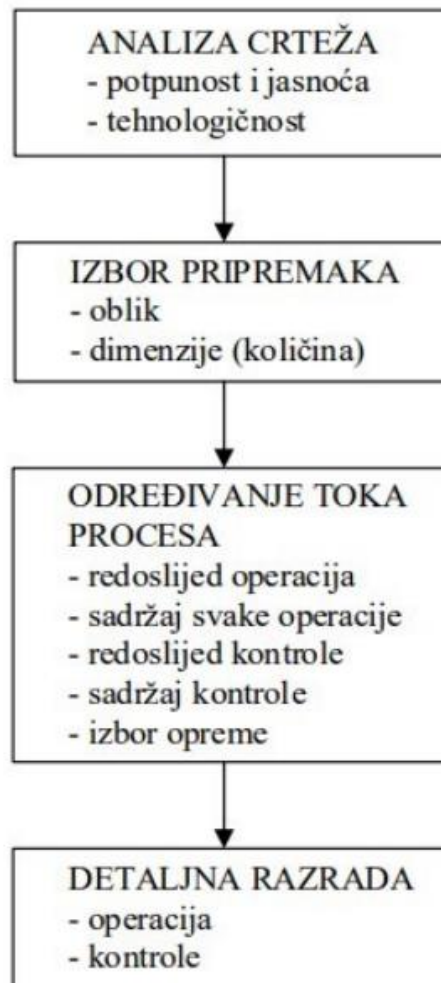 ANALIZA CRTEŽA
- potpunost i jasnoća
- tehnologičnost
IZBOR PRIPREMAKA
- oblik
- dimenzije (količina)
ODREĐIVANJE TOKA
PROCESA
- redoslijed operacija
- sadržaj svake operacije
- redoslijed kontrole
- sadržaj kontrole
- izbor opreme
DETALJNA RAZRADA
- operacija
- kontrole